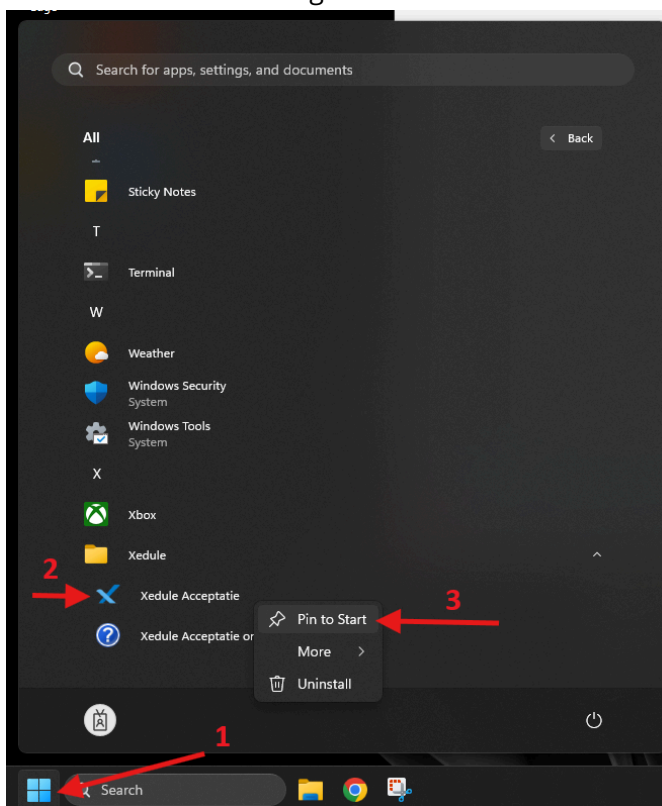 Search for apps, settings, and documents
All
< Back
Sticky Notes
T
Terminal
W
Weather
Windows Security
System
Windows Tools
System
X
Xbox
Xedule
2
Xedule Acceptatie
3
Pin to Start
Xedule Acceptatie or
More >
Uninstall
1
Search